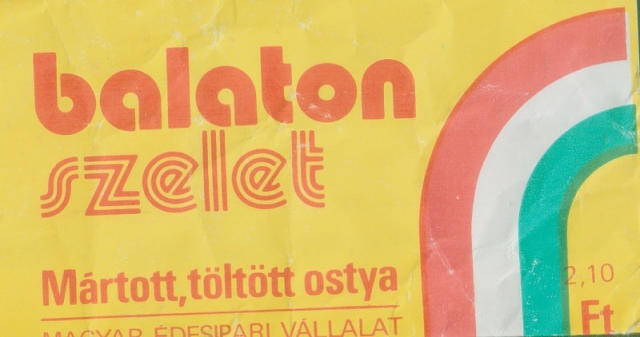 balaton
szelet
Mártott, töltött ostya
MAGYAR ÉDESIPARI VÁLLALAT
2,10
Ft